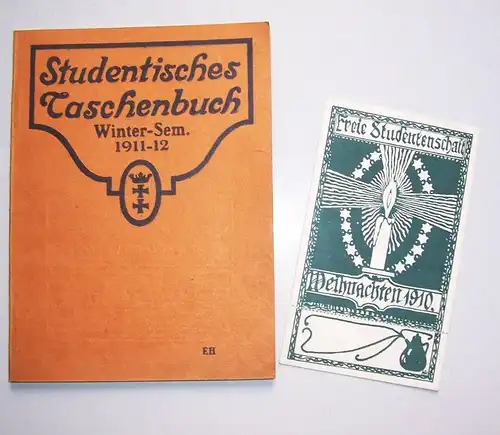 Studentisches
Taschenbuch
Winter-Sem.
1911-12
EH
Freie Studentenschaft
Weihnachten 1910.